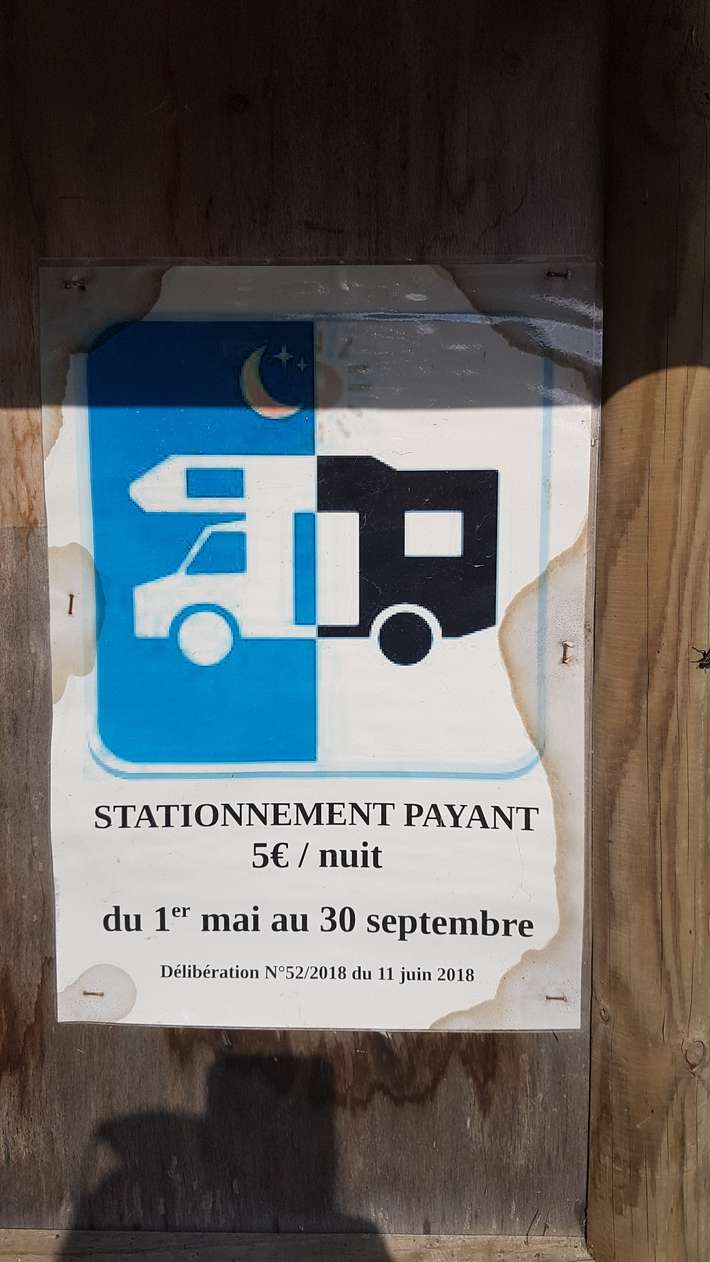 STATIONNEMENT PAYANT
5€ / nuit
du 1er mai au 30 septembre
Délibération N°52/2018 du 11 juin 2018